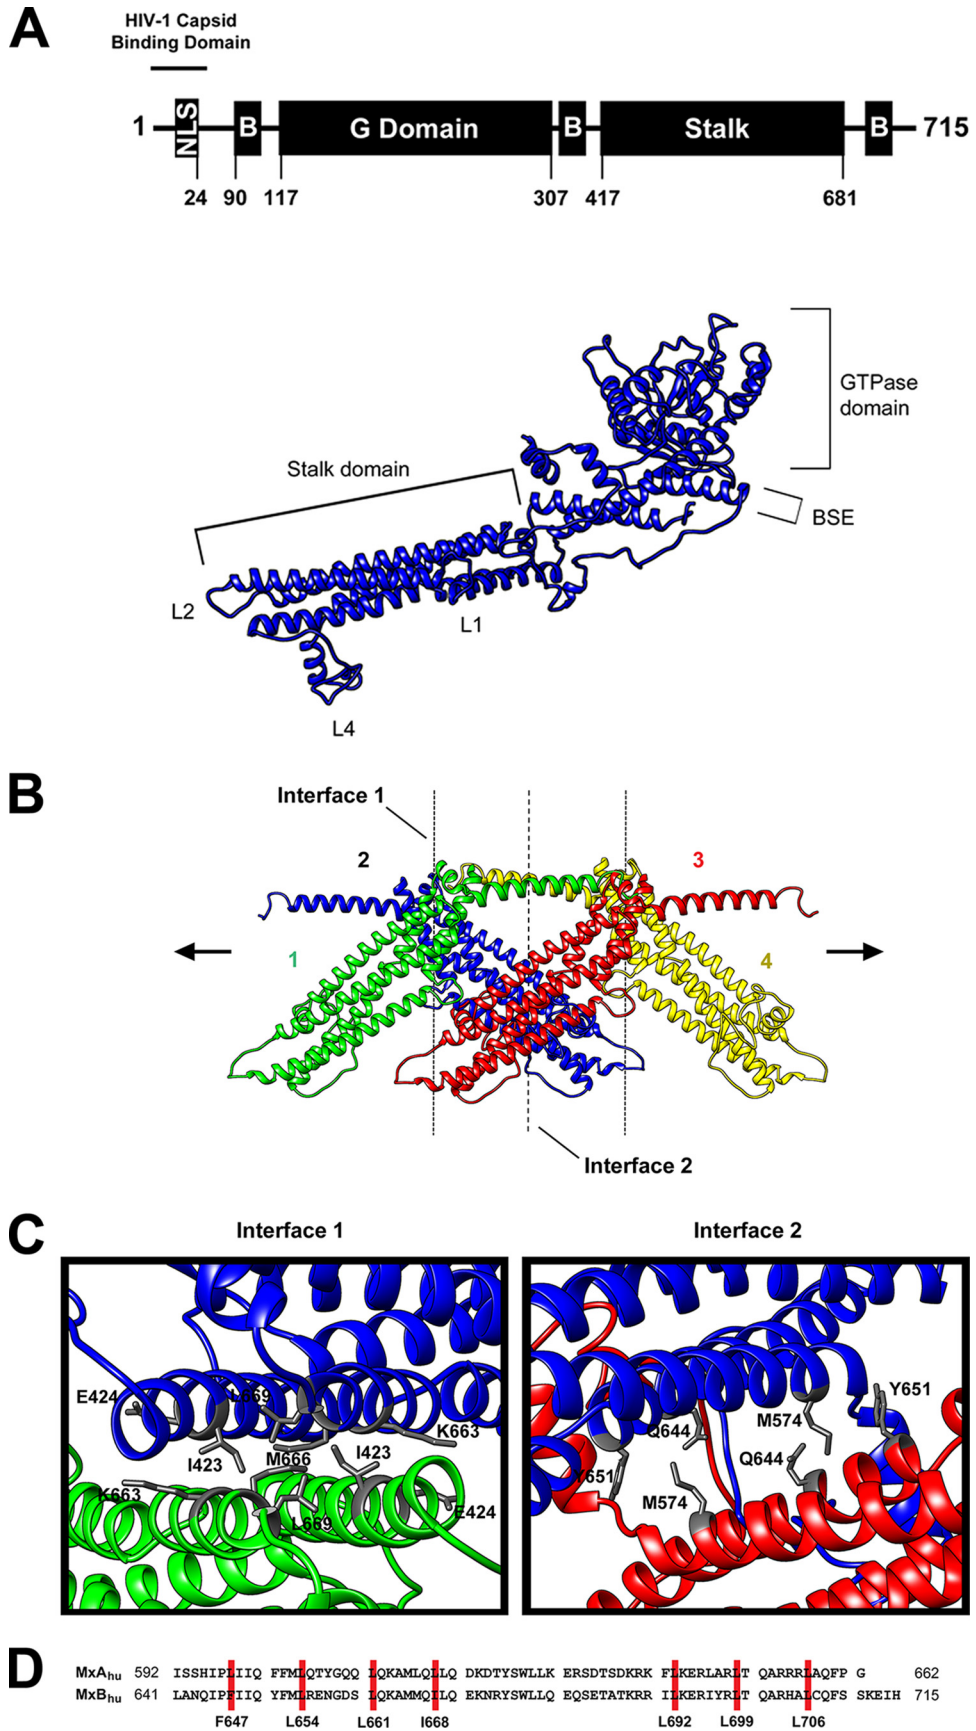 A
HIV-1 Capsid
Binding Domain
1 NLS B G Domain B Stalk B 715
24 90 117 307 417 681
GTPase
domain
Stalk domain
BSE
L2
L1
L4
B
Interface 1
2
3
1
4
Interface 2
C
Interface 1
Interface 2
E424
L669
K663
I423
M666
I423
K663
L669
E424
Y651
Q644
M574
Q644
Y651
M574
D
MxAhu 592 ISSHIPLIIQ FFMLQTYGQQ LQKAMLQLLQ DKDTYSWLLK ERSDTSDKRK FLKERLARLT QARRRLAQFP G 662
MxBhu 641 LANQIPFIIQ YFMLRENGDS LQKAMMQILQ EKNRYSWLLQ EQSETATKRR ILKERIYRLT QARHALCQFS SKEIH 715
F647 L654 L661 I668 L692 L699 L706